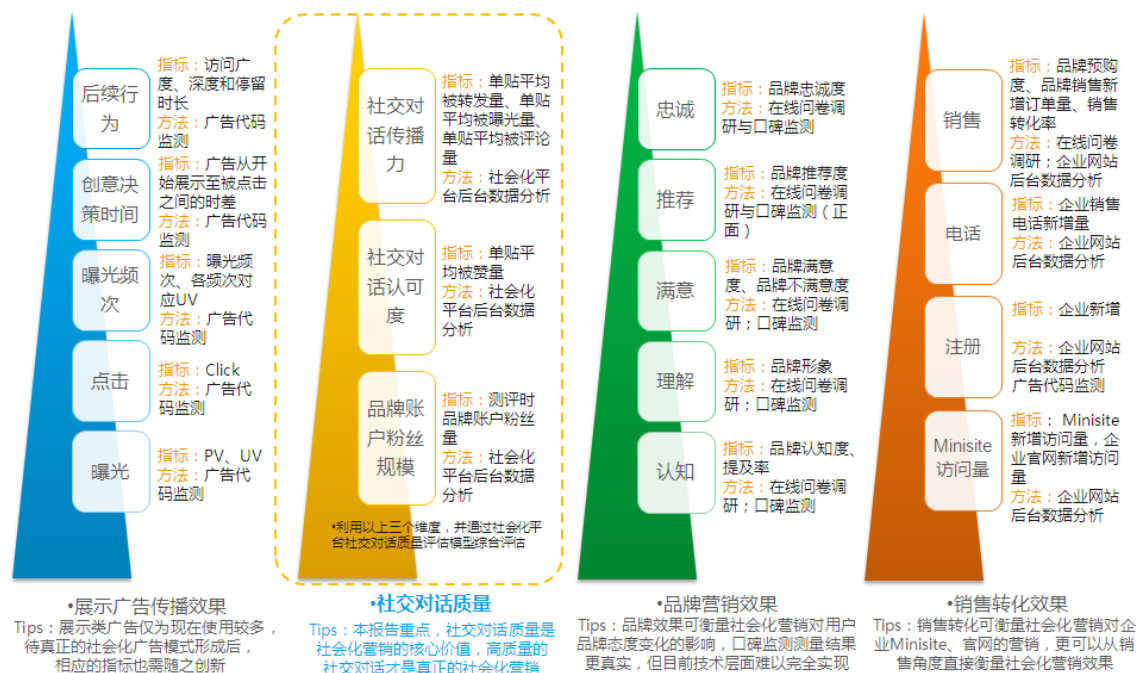 后续行
为
指标：访问广
度、深度和停留
时长
方法：广告代码
监测
创意决
策时间
指标：广告从开
始展示至被点击
之间的时差
方法：广告代码
监测
曝光频
次
指标：曝光频
次、各频次对
应UV
方法：广告代
码监测
点击
指标：Click
方法：广告代
码监测
曝光
指标：PV、UV
方法：广告代
码监测
•展示广告传播效果
Tips：展示类广告仅为现在使用较多，
待真正的社会化广告模式形成后，
相应的指标也需随之创新
社交对
话传播
力
指标：单贴平均
被转发量、单贴
平均被曝光量、
单贴平均被评论
量
方法：社会化平
台后台数据分析
社交对
话认可
度
指标：单贴平
均被赞量
方法：社会化
平台后台数据
分析
品牌账
户粉丝
规模
指标：测评时
品牌账户粉丝
量
方法：社会化
平台后台数据
分析
•利用以上三个维度，并通过社会化平
台社交对话质量评估模型综合评估
•社交对话质量
Tips：本报告重点，社交对话质量是
社会化营销的核心价值，高质量的
社交对话才是真正的社会化营销
忠诚
指标：品牌忠诚度
方法：在线问卷调
研与口碑监测
推荐
指标：品牌推荐度
方法：在线问卷调
研与口碑监测（正
面）
满意
指标：品牌满意
度、品牌不满意度
方法：在线问卷调
研；口碑监测
理解
指标：品牌形象
方法：在线问卷调
研；口碑监测
认知
指标：品牌认知度、
提及率
方法：在线问卷调
研；口碑监测
•品牌营销效果
Tips：品牌效果可衡量社会化营销对用户
品牌态度变化的影响，口碑监测测量结果
更真实，但目前技术层面难以完全实现
销售
指标：品牌预购
度、品牌销售新
增订单量、销售
转化率
方法：在线问卷
调研；企业网站
后台数据分析
电话
指标：企业销售
电话新增量
方法：企业网站
后台数据分析
注册
指标：企业新增
方法：企业网站
后台数据分析
广告代码监测
Minisite
访问量
指标： Minisite
新增访问量，企
业官网新增访问
量
方法：企业网站
后台数据分析
•销售转化效果
Tips：销售转化可衡量社会化营销对企
业Minisite、官网的营销，更可以从销
售角度直接衡量社会化营销效果